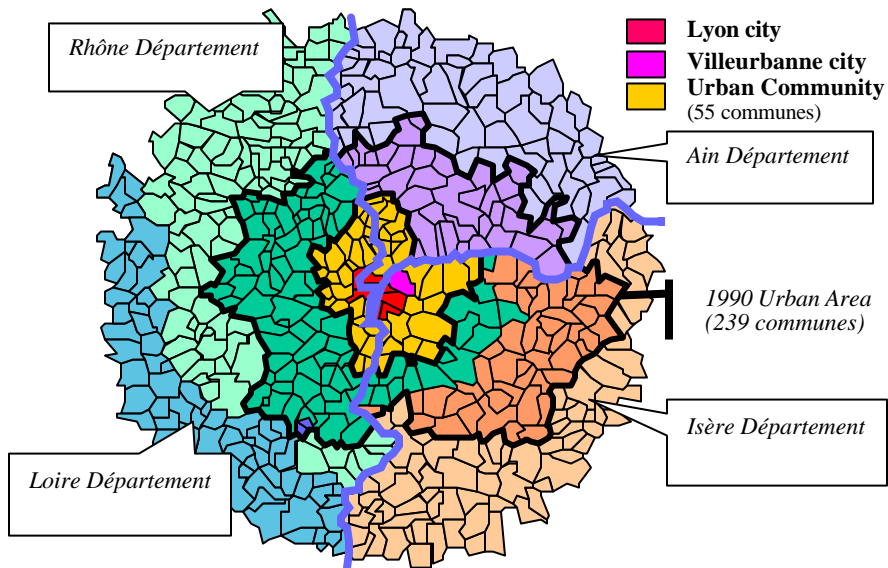 Rhône Département
Lyon city
Villeurbanne city
Urban Community
(55 communes)
Ain Département
1990 Urban Area
(239 communes)
Isère Département
Loire Département